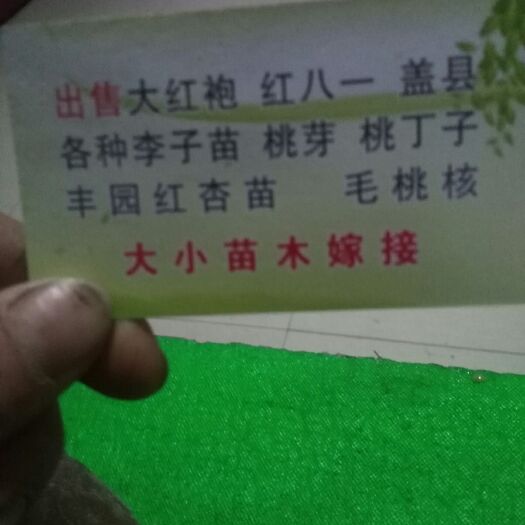 出售大红袍 红八一 盖县
各种李子苗 桃芽 桃丁子
丰园红杏苗 毛桃核
大小苗木嫁接